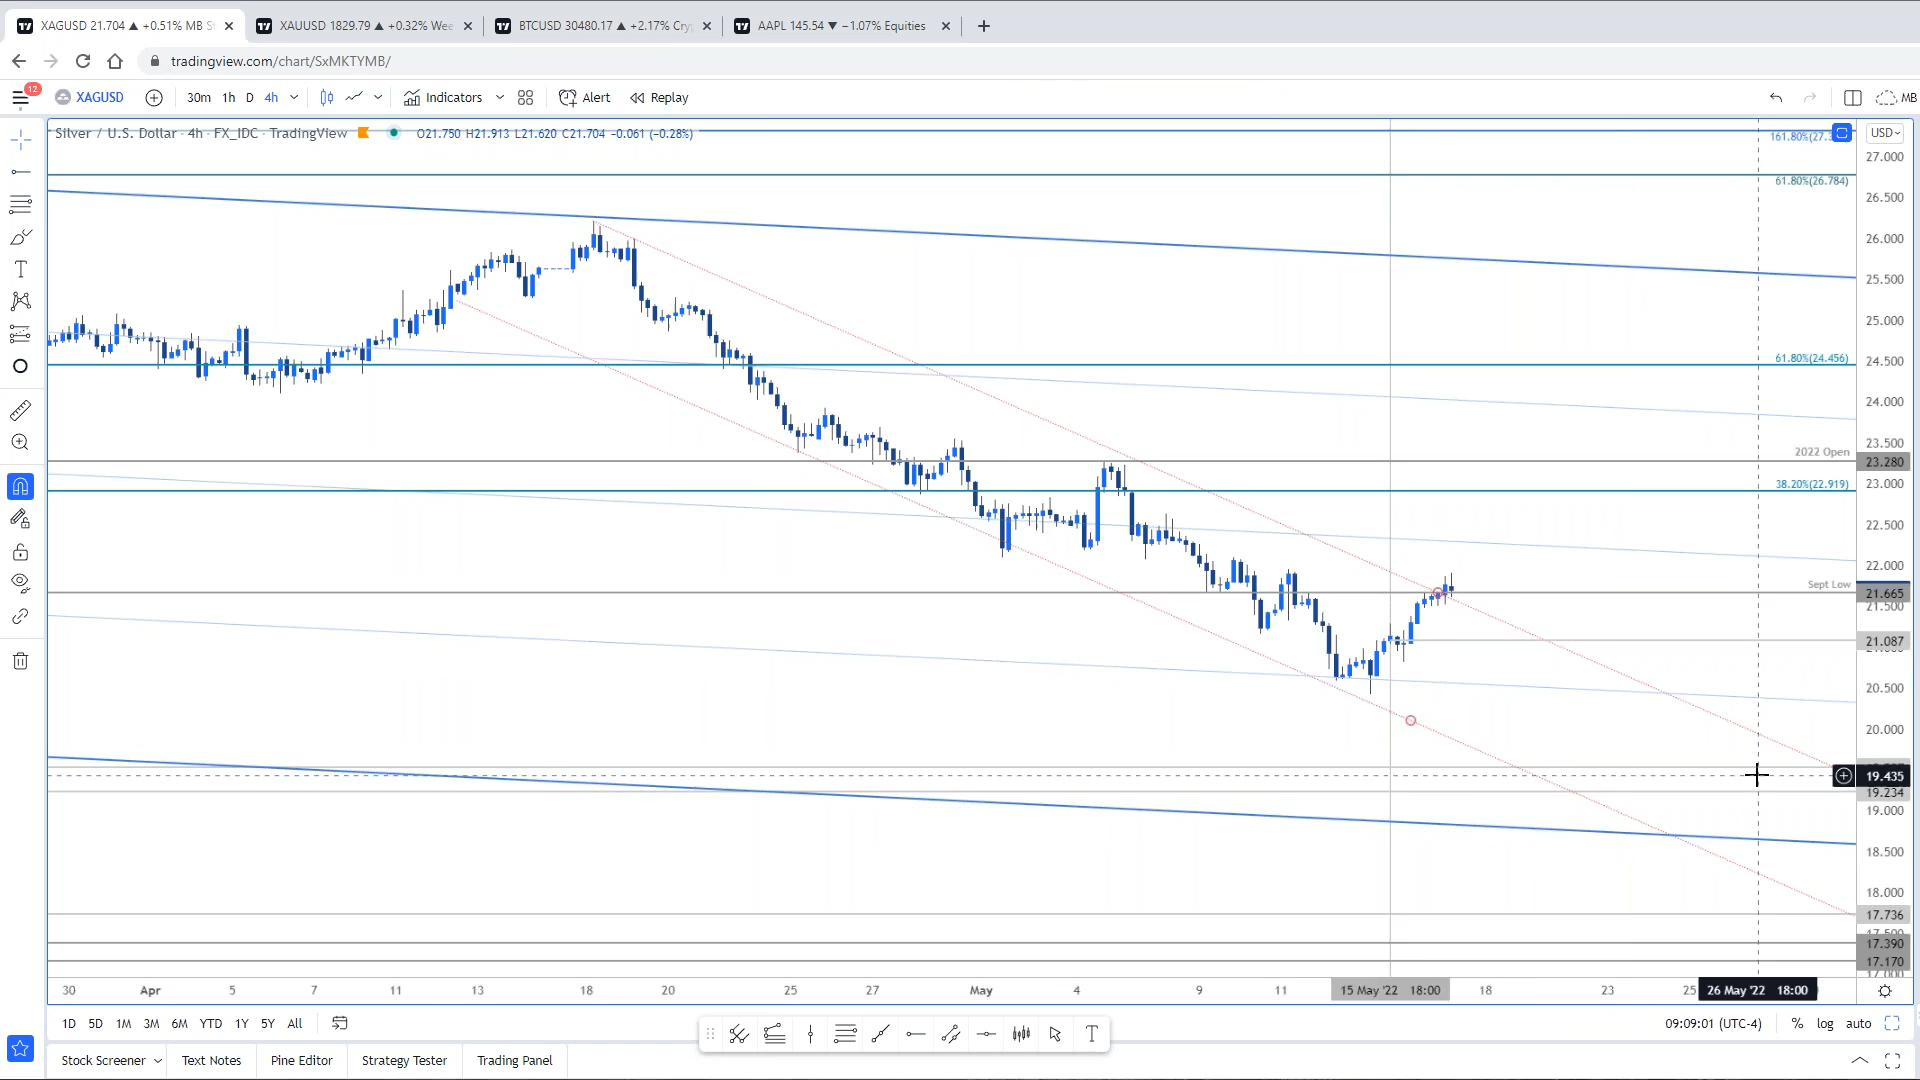 XAGUSD 21.704 ▲ +0.51% MB
XAUUSD 1829.79 ▲ +0.32%
BTCUSD 30480.17 ▲ +2.17%
AAPL 145.54 ▼ −1.07% Equities
tradingview.com/chart/SxMKTYMB/
12
XAGUSD
30m 1h D 4h
Indicators
Alert
Replay
MB
Silver / U.S. Dollar · 4h · FX_IDC · TradingView
O21.750 H21.913 L21.620 C21.704 −0.061 (−0.28%)
USD
27.000
61.80%(26.784)
26.500
26.000
25.500
25.000
61.80%(24.456)
24.500
24.000
23.500
2022 Open
23.280
38.20%(22.919)
23.000
22.500
22.000
Sept Low
21.665
21.500
21.087
20.500
20.000
19.435
19.234
19.000
18.500
18.000
17.736
17.390
17.170
30 Apr 5 7 11 13 18 20 25 27 May 4 9 11 15 May '22 18:00 18 23 25 26 May '22 18:00
1D 5D 1M 3M 6M YTD 1Y 5Y All
09:09:01 (UTC-4) % log auto
Stock Screener Text Notes Pine Editor Strategy Tester Trading Panel